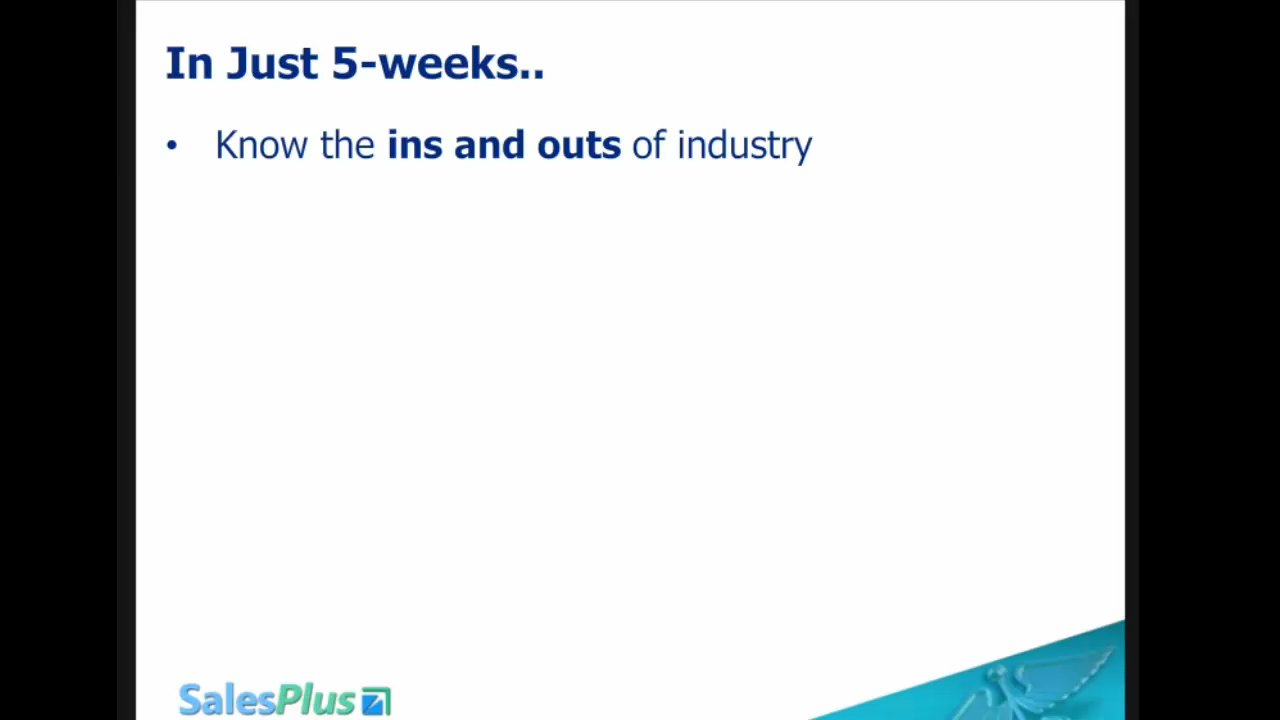 In Just 5-weeks..
• Know the ins and outs of industry
SalesPlus